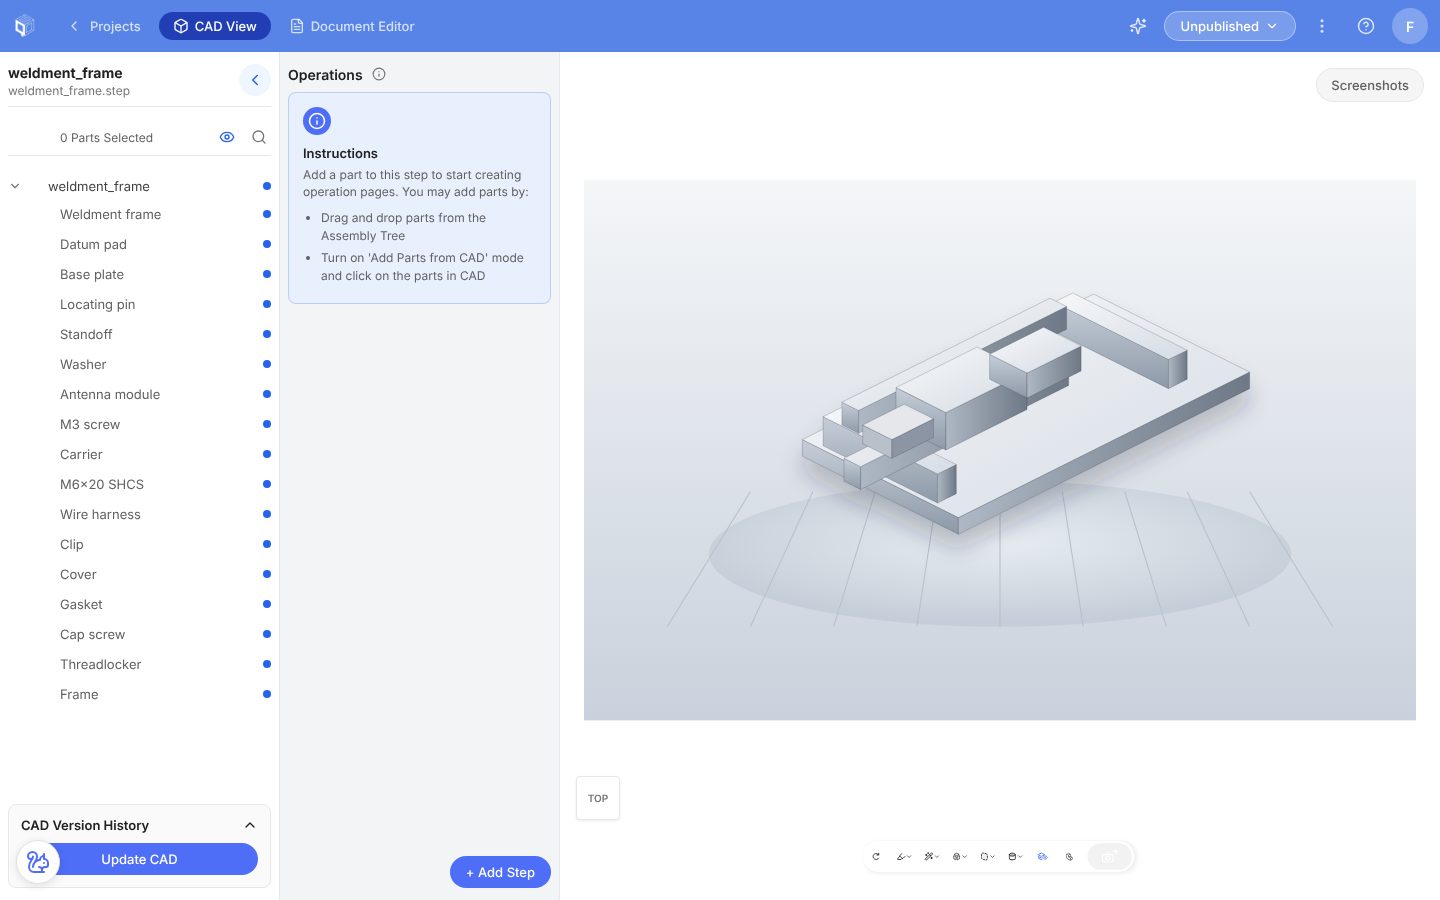 Projects
CAD View
Document Editor
Unpublished
F
weldment_frame
weldment_frame.step
0 Parts Selected
weldment_frame
Weldment frame
Datum pad
Base plate
Locating pin
Standoff
Washer
Antenna module
M3 screw
Carrier
M6×20 SHCS
Wire harness
Clip
Cover
Gasket
Cap screw
Threadlocker
Frame
CAD Version History
Update CAD
Operations
Instructions
Add a part to this step to start creating
operation pages. You may add parts by:
• Drag and drop parts from the
Assembly Tree
• Turn on 'Add Parts from CAD' mode
and click on the parts in CAD
+ Add Step
Screenshots
TOP